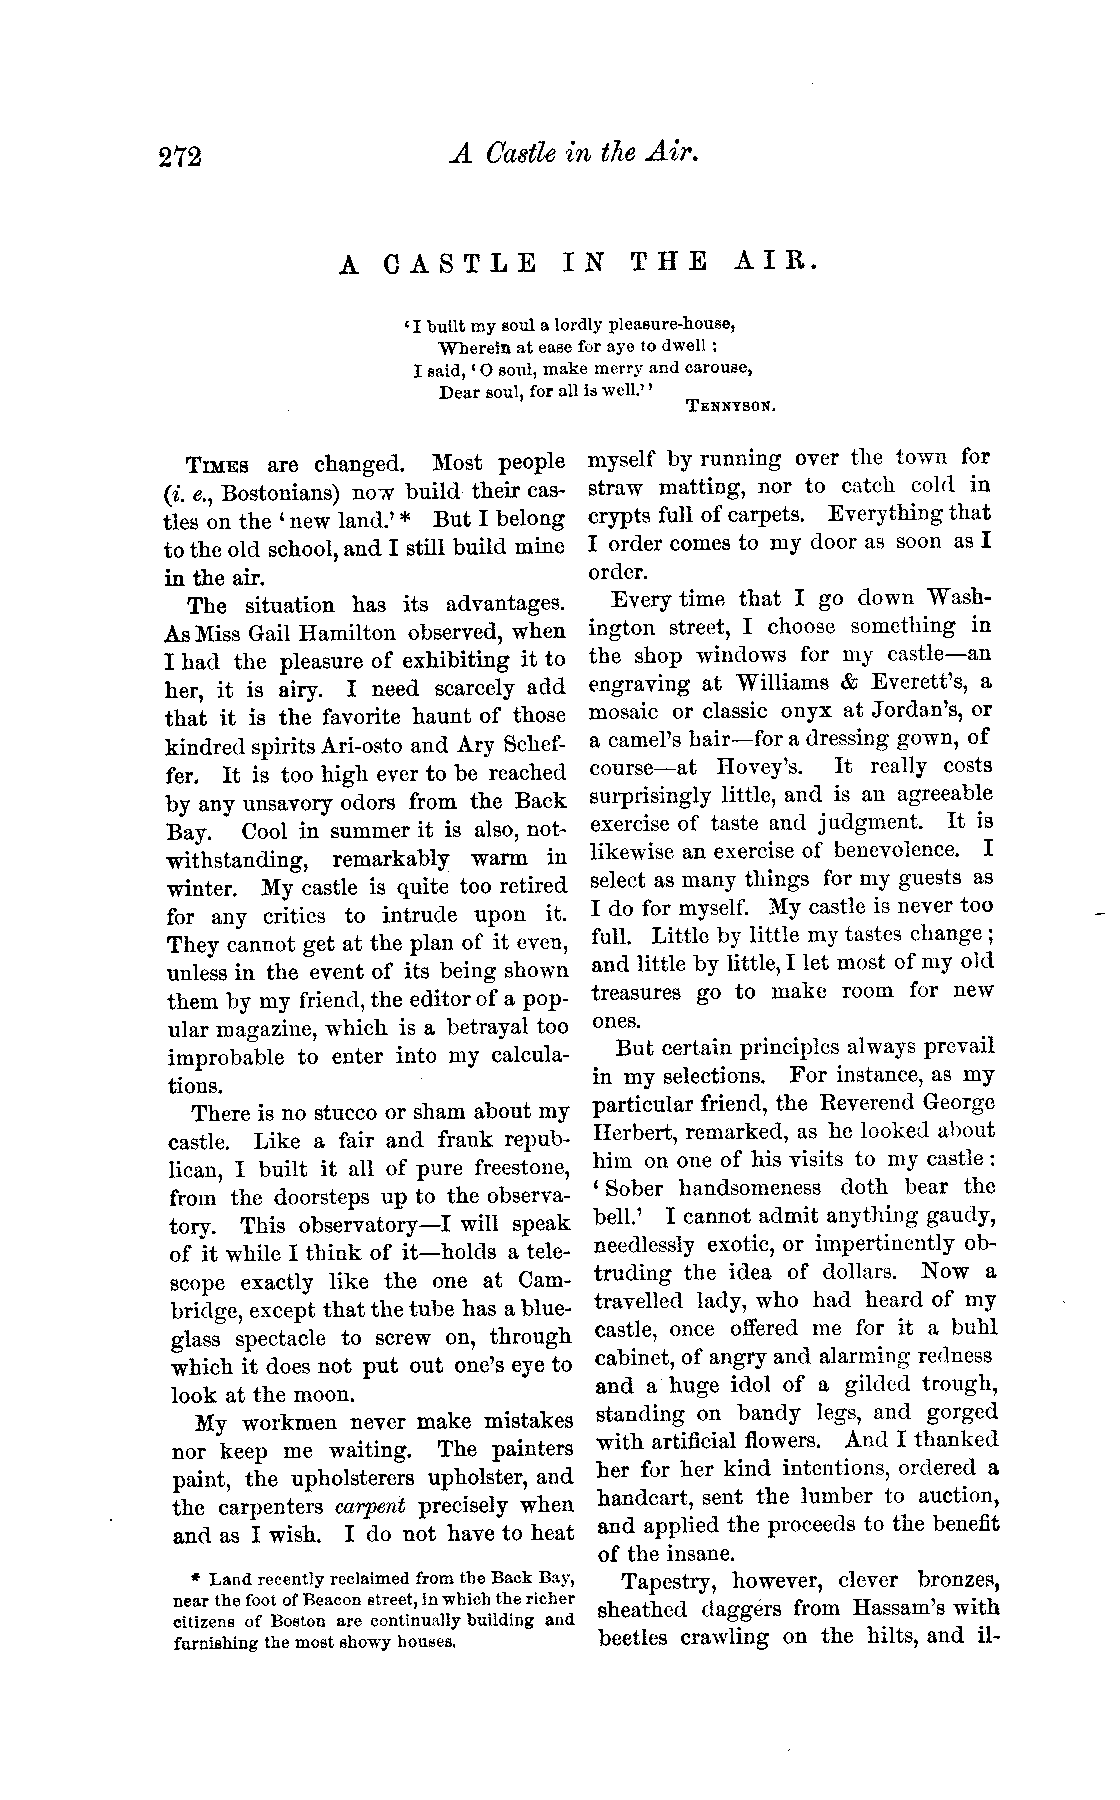 272 A Castle in the Air.
A CASTLE IN THE AIR.
‘I built my soul a lordly pleasure-house,
Wherein at ease for aye to dwell;
I said, ‘O soul, make merry and carouse,
Dear soul, for all is well.’’
TENNYSON.
TIMES are changed. Most people
(i. e., Bostonians) now build their cas-
tles on the ‘new land.’* But I belong
to the old school, and I still build mine
in the air.
The situation has its advantages.
As Miss Gail Hamilton observed, when
I had the pleasure of exhibiting it to
her, it is airy. I need scarcely add
that it is the favorite haunt of those
kindred spirits Ari-osto and Ary Schef-
fer. It is too high ever to be reached
by any unsavory odors from the Back
Bay. Cool in summer it is also, not-
withstanding, remarkably warm in
winter. My castle is quite too retired
for any critics to intrude upon it.
They cannot get at the plan of it even,
unless in the event of its being shown
them by my friend, the editor of a pop-
ular magazine, which is a betrayal too
improbable to enter into my calcula-
tions.
There is no stucco or sham about my
castle. Like a fair and frank repub-
lican, I built it all of pure freestone,
from the doorsteps up to the observa-
tory. This observatory—I will speak
of it while I think of it—holds a tele-
scope exactly like the one at Cam-
bridge, except that the tube has a blue-
glass spectacle to screw on, through
which it does not put out one's eye to
look at the moon.
My workmen never make mistakes
nor keep me waiting. The painters
paint, the upholsterers upholster, and
the carpenters carpent precisely when
and as I wish. I do not have to heat
* Land recently reclaimed from the Back Bay,
near the foot of Beacon street, in which the richer
citizens of Boston are continually building and
furnishing the most showy houses.
myself by running over the town for
straw matting, nor to catch cold in
crypts full of carpets. Everything that
I order comes to my door as soon as I
order.
Every time that I go down Wash-
ington street, I choose something in
the shop windows for my castle—an
engraving at Williams & Everett's, a
mosaic or classic onyx at Jordan's, or
a camel's hair—for a dressing gown, of
course—at Hovey's. It really costs
surprisingly little, and is an agreeable
exercise of taste and judgment. It is
likewise an exercise of benevolence. I
select as many things for my guests as
I do for myself. My castle is never too
full. Little by little my tastes change;
and little by little, I let most of my old
treasures go to make room for new
ones.
But certain principles always prevail
in my selections. For instance, as my
particular friend, the Reverend George
Herbert, remarked, as he looked about
him on one of his visits to my castle:
‘Sober handsomeness doth bear the
bell.’ I cannot admit anything gaudy,
needlessly exotic, or impertinently ob-
truding the idea of dollars. Now a
travelled lady, who had heard of my
castle, once offered me for it a buhl
cabinet, of angry and alarming redness
and a huge idol of a gilded trough,
standing on bandy legs, and gorged
with artificial flowers. And I thanked
her for her kind intentions, ordered a
handcart, sent the lumber to auction,
and applied the proceeds to the benefit
of the insane.
Tapestry, however, clever bronzes,
sheathed daggers from Hassam's with
beetles crawling on the hilts, and il-